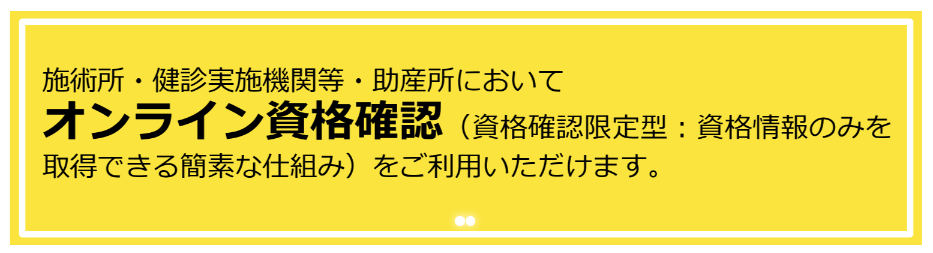 施術所・健診実施機関等・助産所において
オンライン資格確認（資格確認限定型：資格情報のみを
取得できる簡素な仕組み）をご利用いただけます。